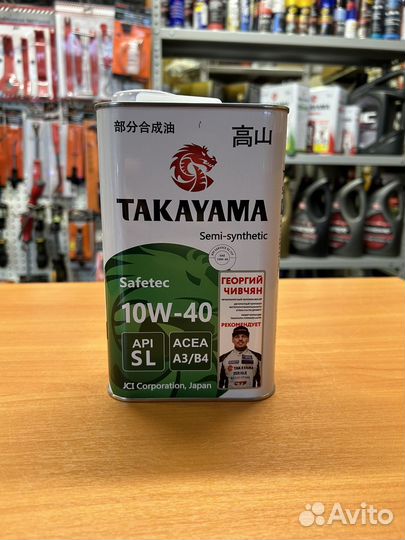 部分合成油
高山
TAKAYAMA
Semi-synthetic
Safetec
10W-40
API
SL
ACEA
A3/B4
JCI Corporation, Japan
ГЕОРГИЙ
ЧИВЧЯН
РЕКОМЕНДУЕТ
TAKAYAMA
Avito